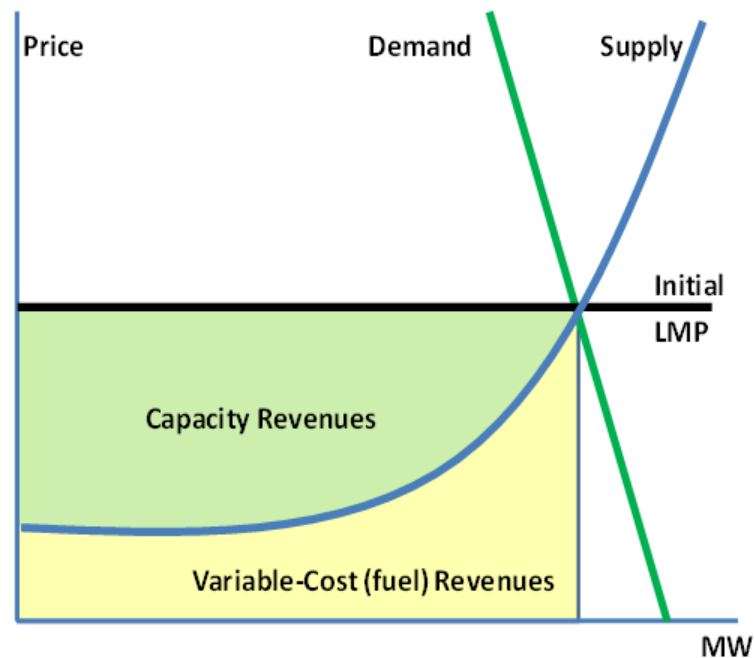 Price
Demand
Supply
Initial
LMP
Capacity Revenues
Variable-Cost (fuel) Revenues
MW